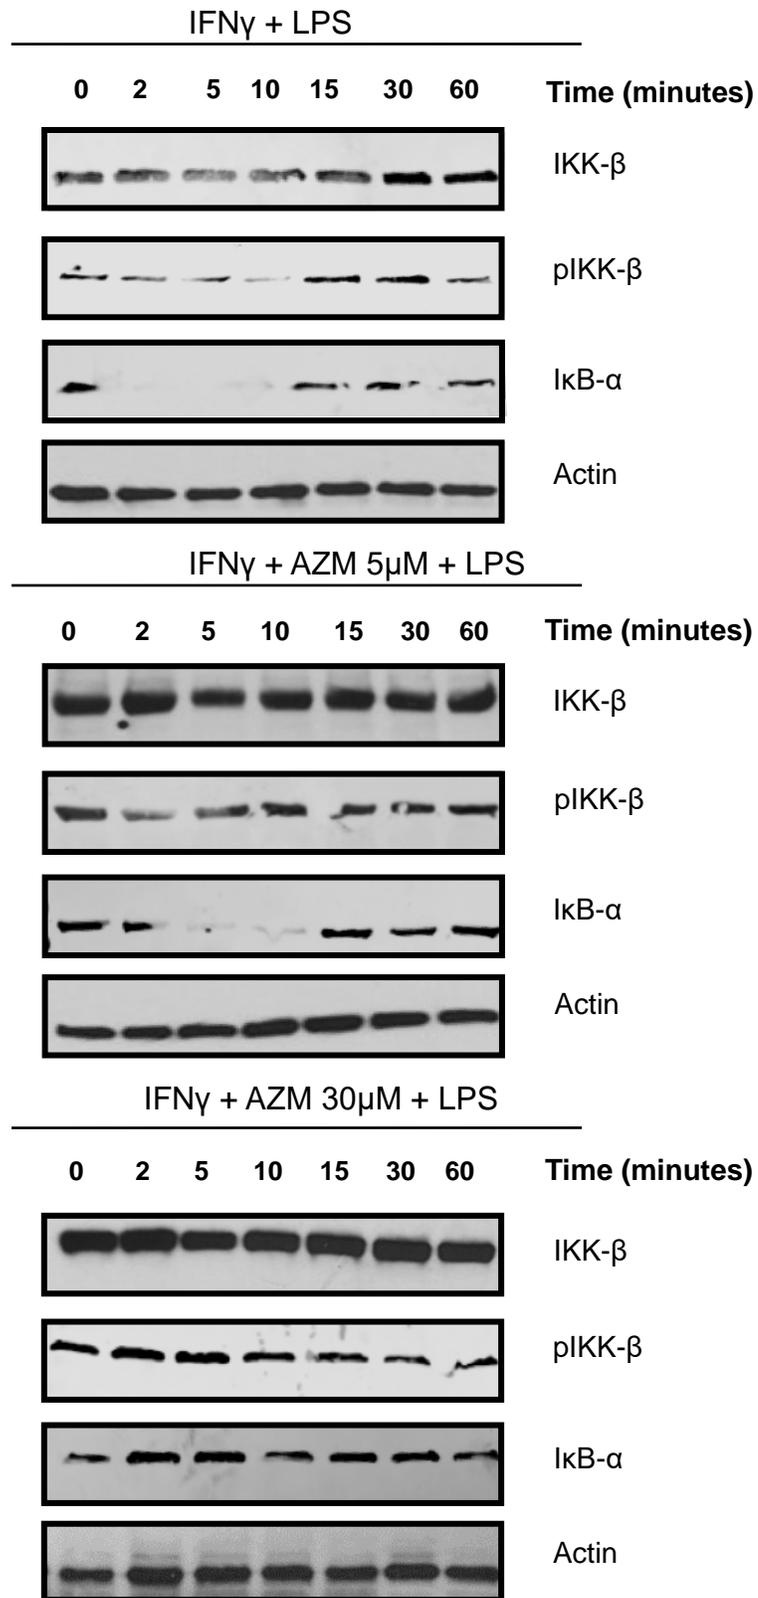 IFNγ + LPS
0 2 5 10 15 30 60 Time (minutes)
IKK-β
pIKK-β
IκB-α
Actin
IFNγ + AZM 5μM + LPS
0 2 5 10 15 30 60 Time (minutes)
IKK-β
pIKK-β
IκB-α
Actin
IFNγ + AZM 30μM + LPS
0 2 5 10 15 30 60 Time (minutes)
IKK-β
pIKK-β
IκB-α
Actin